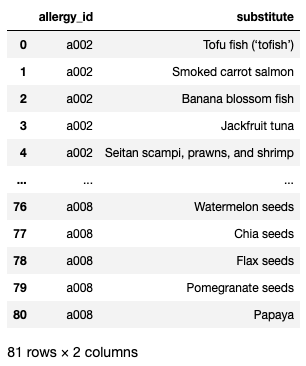 allergy_id substitute
0 a002 Tofu fish (‘tofish’)
1 a002 Smoked carrot salmon
2 a002 Banana blossom fish
3 a002 Jackfruit tuna
4 a002 Seitan scampi, prawns, and shrimp
... ... ...
76 a008 Watermelon seeds
77 a008 Chia seeds
78 a008 Flax seeds
79 a008 Pomegranate seeds
80 a008 Papaya
81 rows × 2 columns